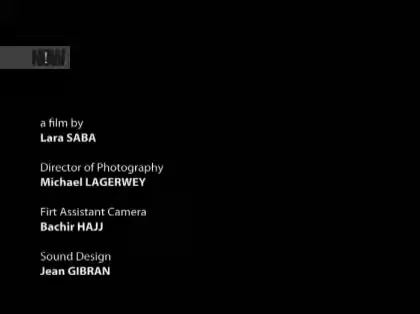 a film by
Lara SABA
Director of Photography
Michael LAGERWEY
Firt Assistant Camera
Bachir HAJJ
Sound Design
Jean GIBRAN